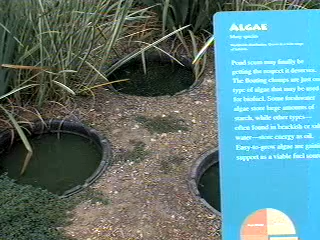 ALGAE
Many species
Pond scum may finally be
getting the respect it deserves.
The floating clumps are just one
type of algae that may be used
for biofuel. Some freshwater
algae store large amounts of
starch, while other types—
often found in brackish or salt
water—store energy as oil.
Easy-to-grow algae are gaining
support as a viable fuel source